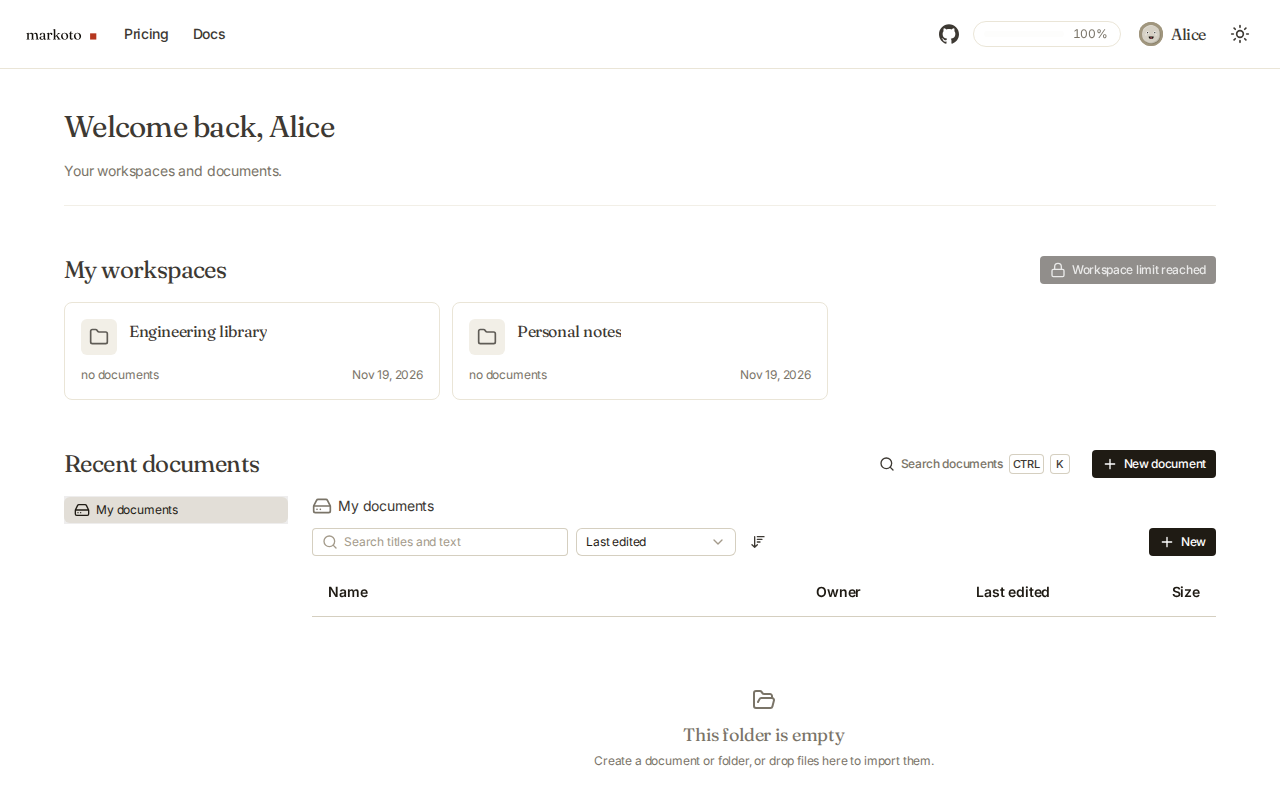 markoto
Pricing
Docs
100%
Alice
Welcome back, Alice
Your workspaces and documents.
My workspaces
Workspace limit reached
Engineering library
no documents
Nov 19, 2026
Personal notes
no documents
Nov 19, 2026
Recent documents
Search documents
CTRL
K
New document
My documents
My documents
Search titles and text
Last edited
New
Name
Owner
Last edited
Size
This folder is empty
Create a document or folder, or drop files here to import them.